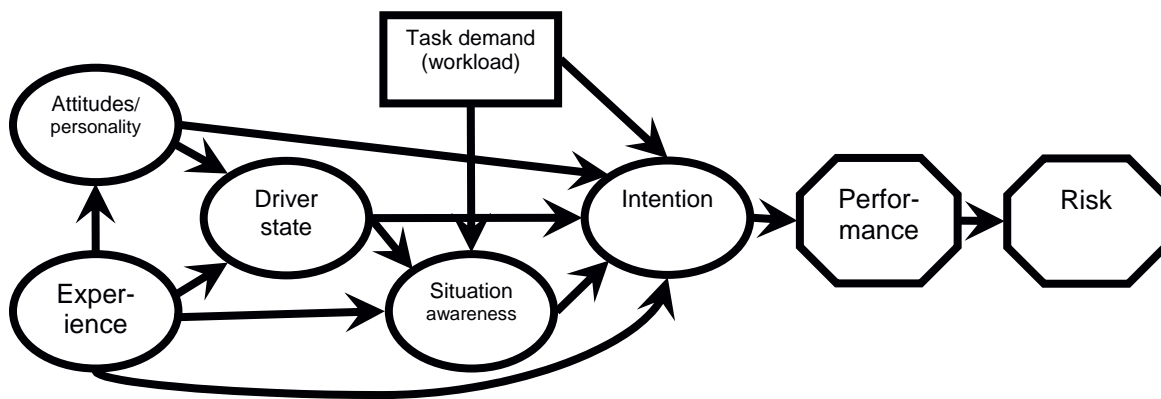 Task demand
(workload)
Attitudes/
personality
Driver
state
Intention
Perfor-
mance
Risk
Exper-
ience
Situation
awareness